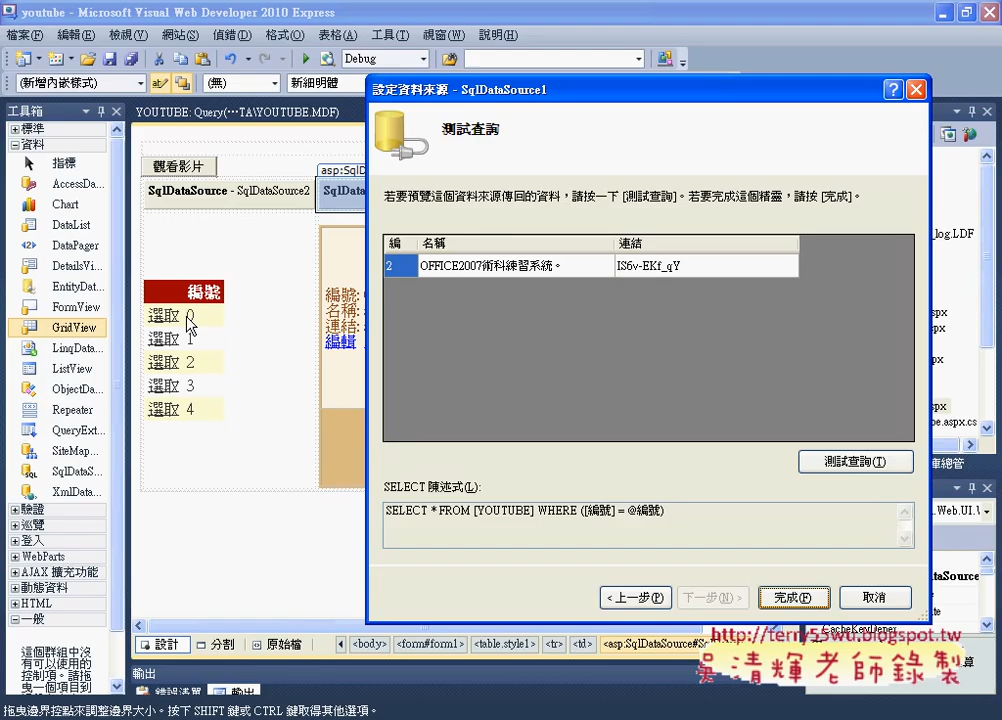 youtube - Microsoft Visual Web Developer 2010 Express
檔案(F) 編輯(E) 檢視(V) 網站(S) 偵錯(D) 格式(O) 表格(A) 工具(T) 視窗(W) 說明(H)
Debug
(新增內嵌樣式) (無) 新細明體
工具箱
標準
資料
指標
AccessDa...
Chart
DataList
DataPager
DetailsVi...
EntityDat...
FormView
GridView
LinqData...
ListView
ObjectDa...
Repeater
QueryExt...
SiteMap...
SqlDataS...
XmlData...
驗證
巡覽
登入
WebParts
AJAX 擴充功能
動態資料
HTML
一般
這個群組中沒有可以使用的控制項。請拖曳一個項目到
YOUTUBE: Query(…TA\YOUTUBE.MDF)
觀看影片
asp:SqlD
SqlDataSource - SqlDataSource2
SqlData
編號
選取 0
選取 1
選取 2
選取 3
選取 4
編號:
名稱:
連結:
編輯
設定資料來源 - SqlDataSource1
測試查詢
若要預覽這個資料來源傳回的資料，請按一下 [測試查詢]。若要完成這個精靈，請按 [完成]。
編 名稱 連結
2 OFFICE2007術科練習系統。 IS6v-EKf_qY
測試查詢(T)
SELECT 陳述式(L):
SELECT * FROM [YOUTUBE] WHERE ([編號] = @編號)
< 上一步(P) 下一步(N) > 完成(F) 取消
_log.LDF
spx
px
px
px
be.aspx.cs
庫總管
.Web.UI.
taSource
te
CacheKeyDepen
設計 分割 原始檔
<body> <form#form1> <table.style1> <tr> <td> <asp:SqlDataSource#S
輸出
錯誤清單 輸出
http://terry55wu.blogspot.tw
吳清輝老師錄製
拖曳邊界控點來調整邊界大小。按下 SHIFT 鍵或 CTRL 鍵取得其他選項。